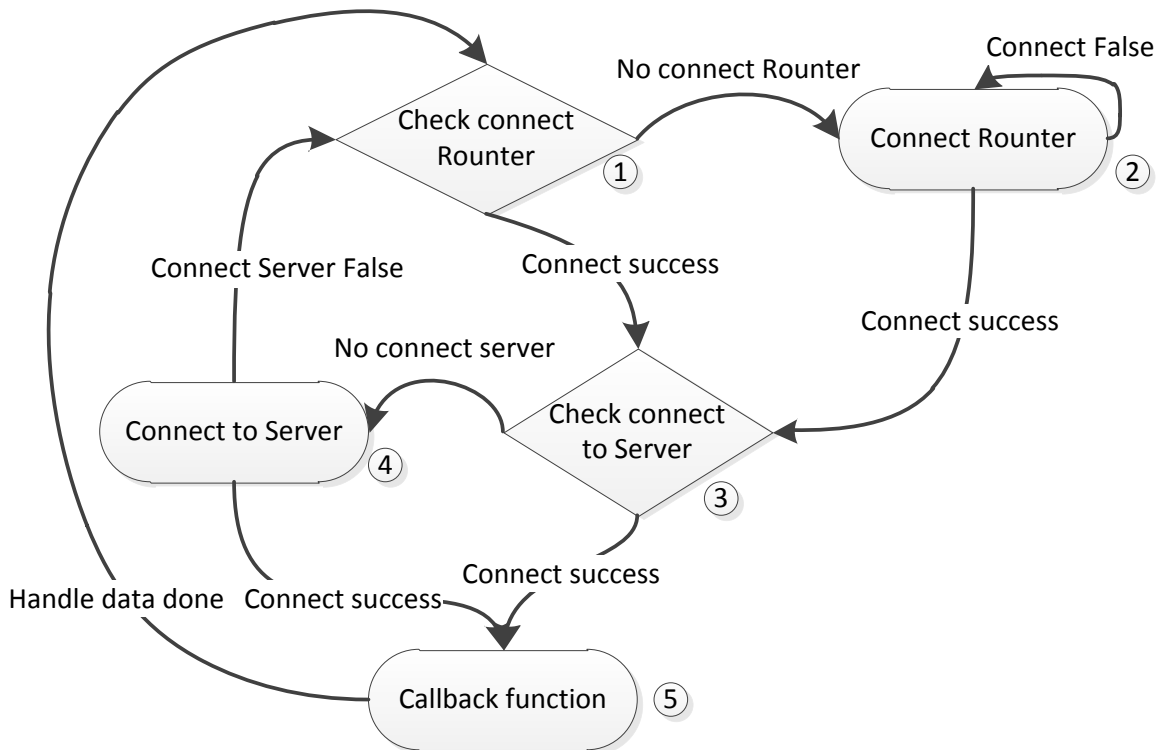 Connect False
No connect Rounter
Check connect
Rounter
1
Connect Rounter
2
Connect Server False
Connect success
Connect success
No connect server
Check connect
to Server
3
Connect to Server
4
Connect success
Handle data done
Connect success
Callback function
5